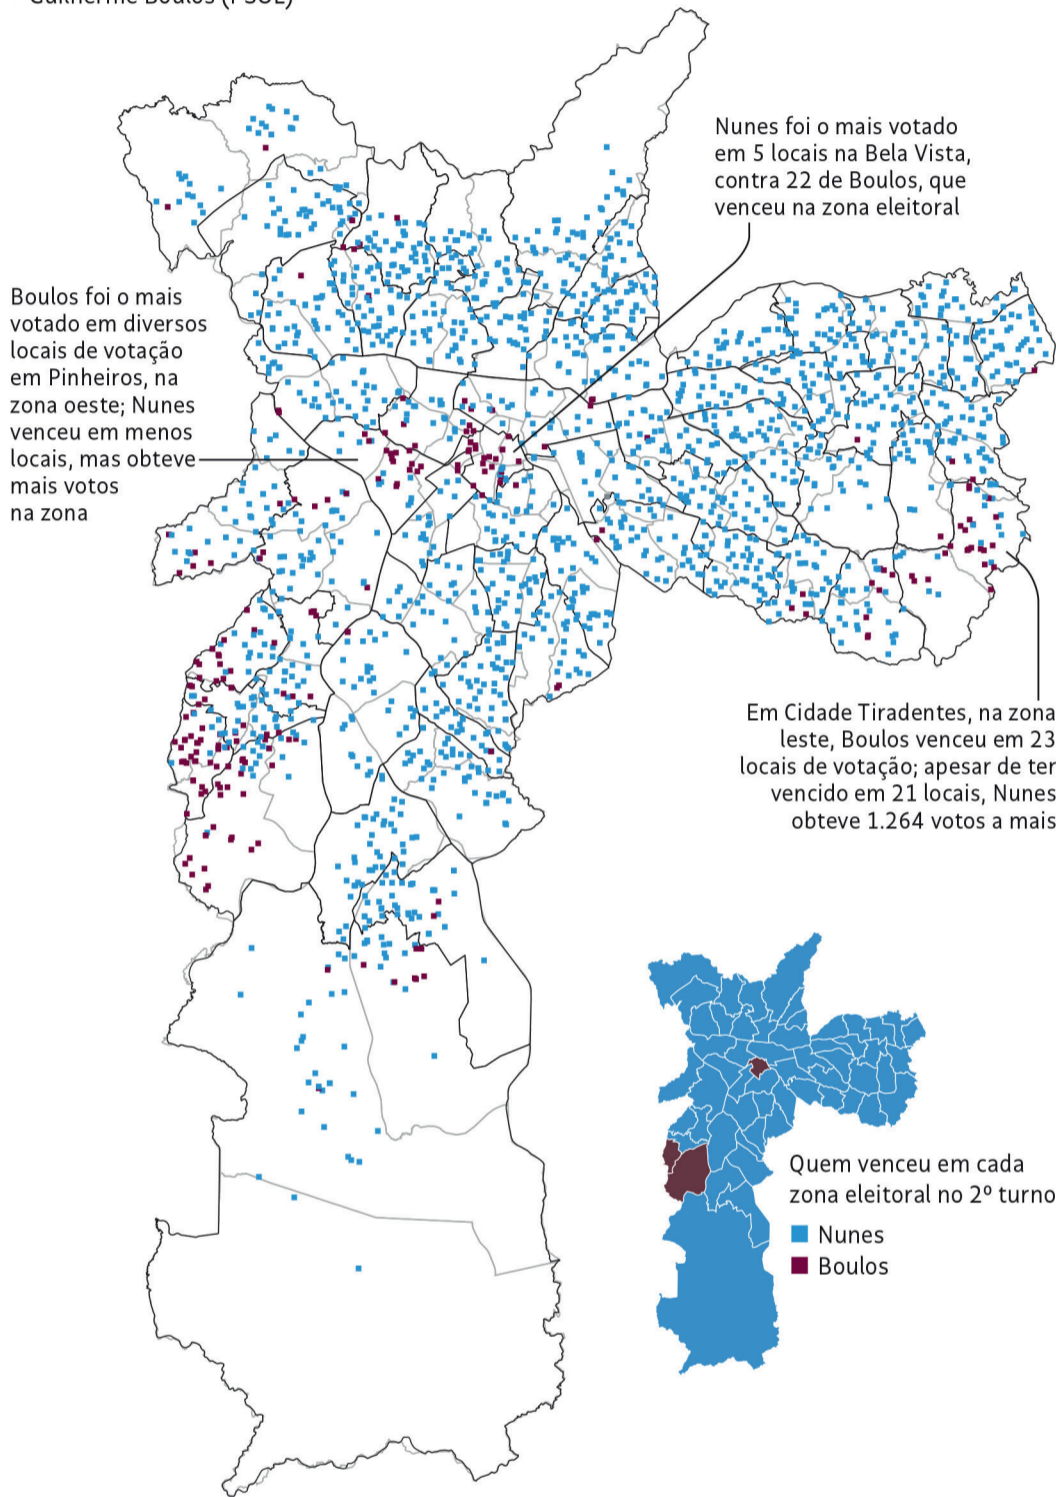 Guilherme Boulos (PSOL)
Nunes foi o mais votado
em 5 locais na Bela Vista,
contra 22 de Boulos, que
venceu na zona eleitoral
Boulos foi o mais
votado em diversos
locais de votação
em Pinheiros, na
zona oeste; Nunes
venceu em menos
locais, mas obteve
mais votos
na zona
Em Cidade Tiradentes, na zona
leste, Boulos venceu em 23
locais de votação; apesar de ter
vencido em 21 locais, Nunes
obteve 1.264 votos a mais
Quem venceu em cada
zona eleitoral no 2º turno
Nunes
Boulos